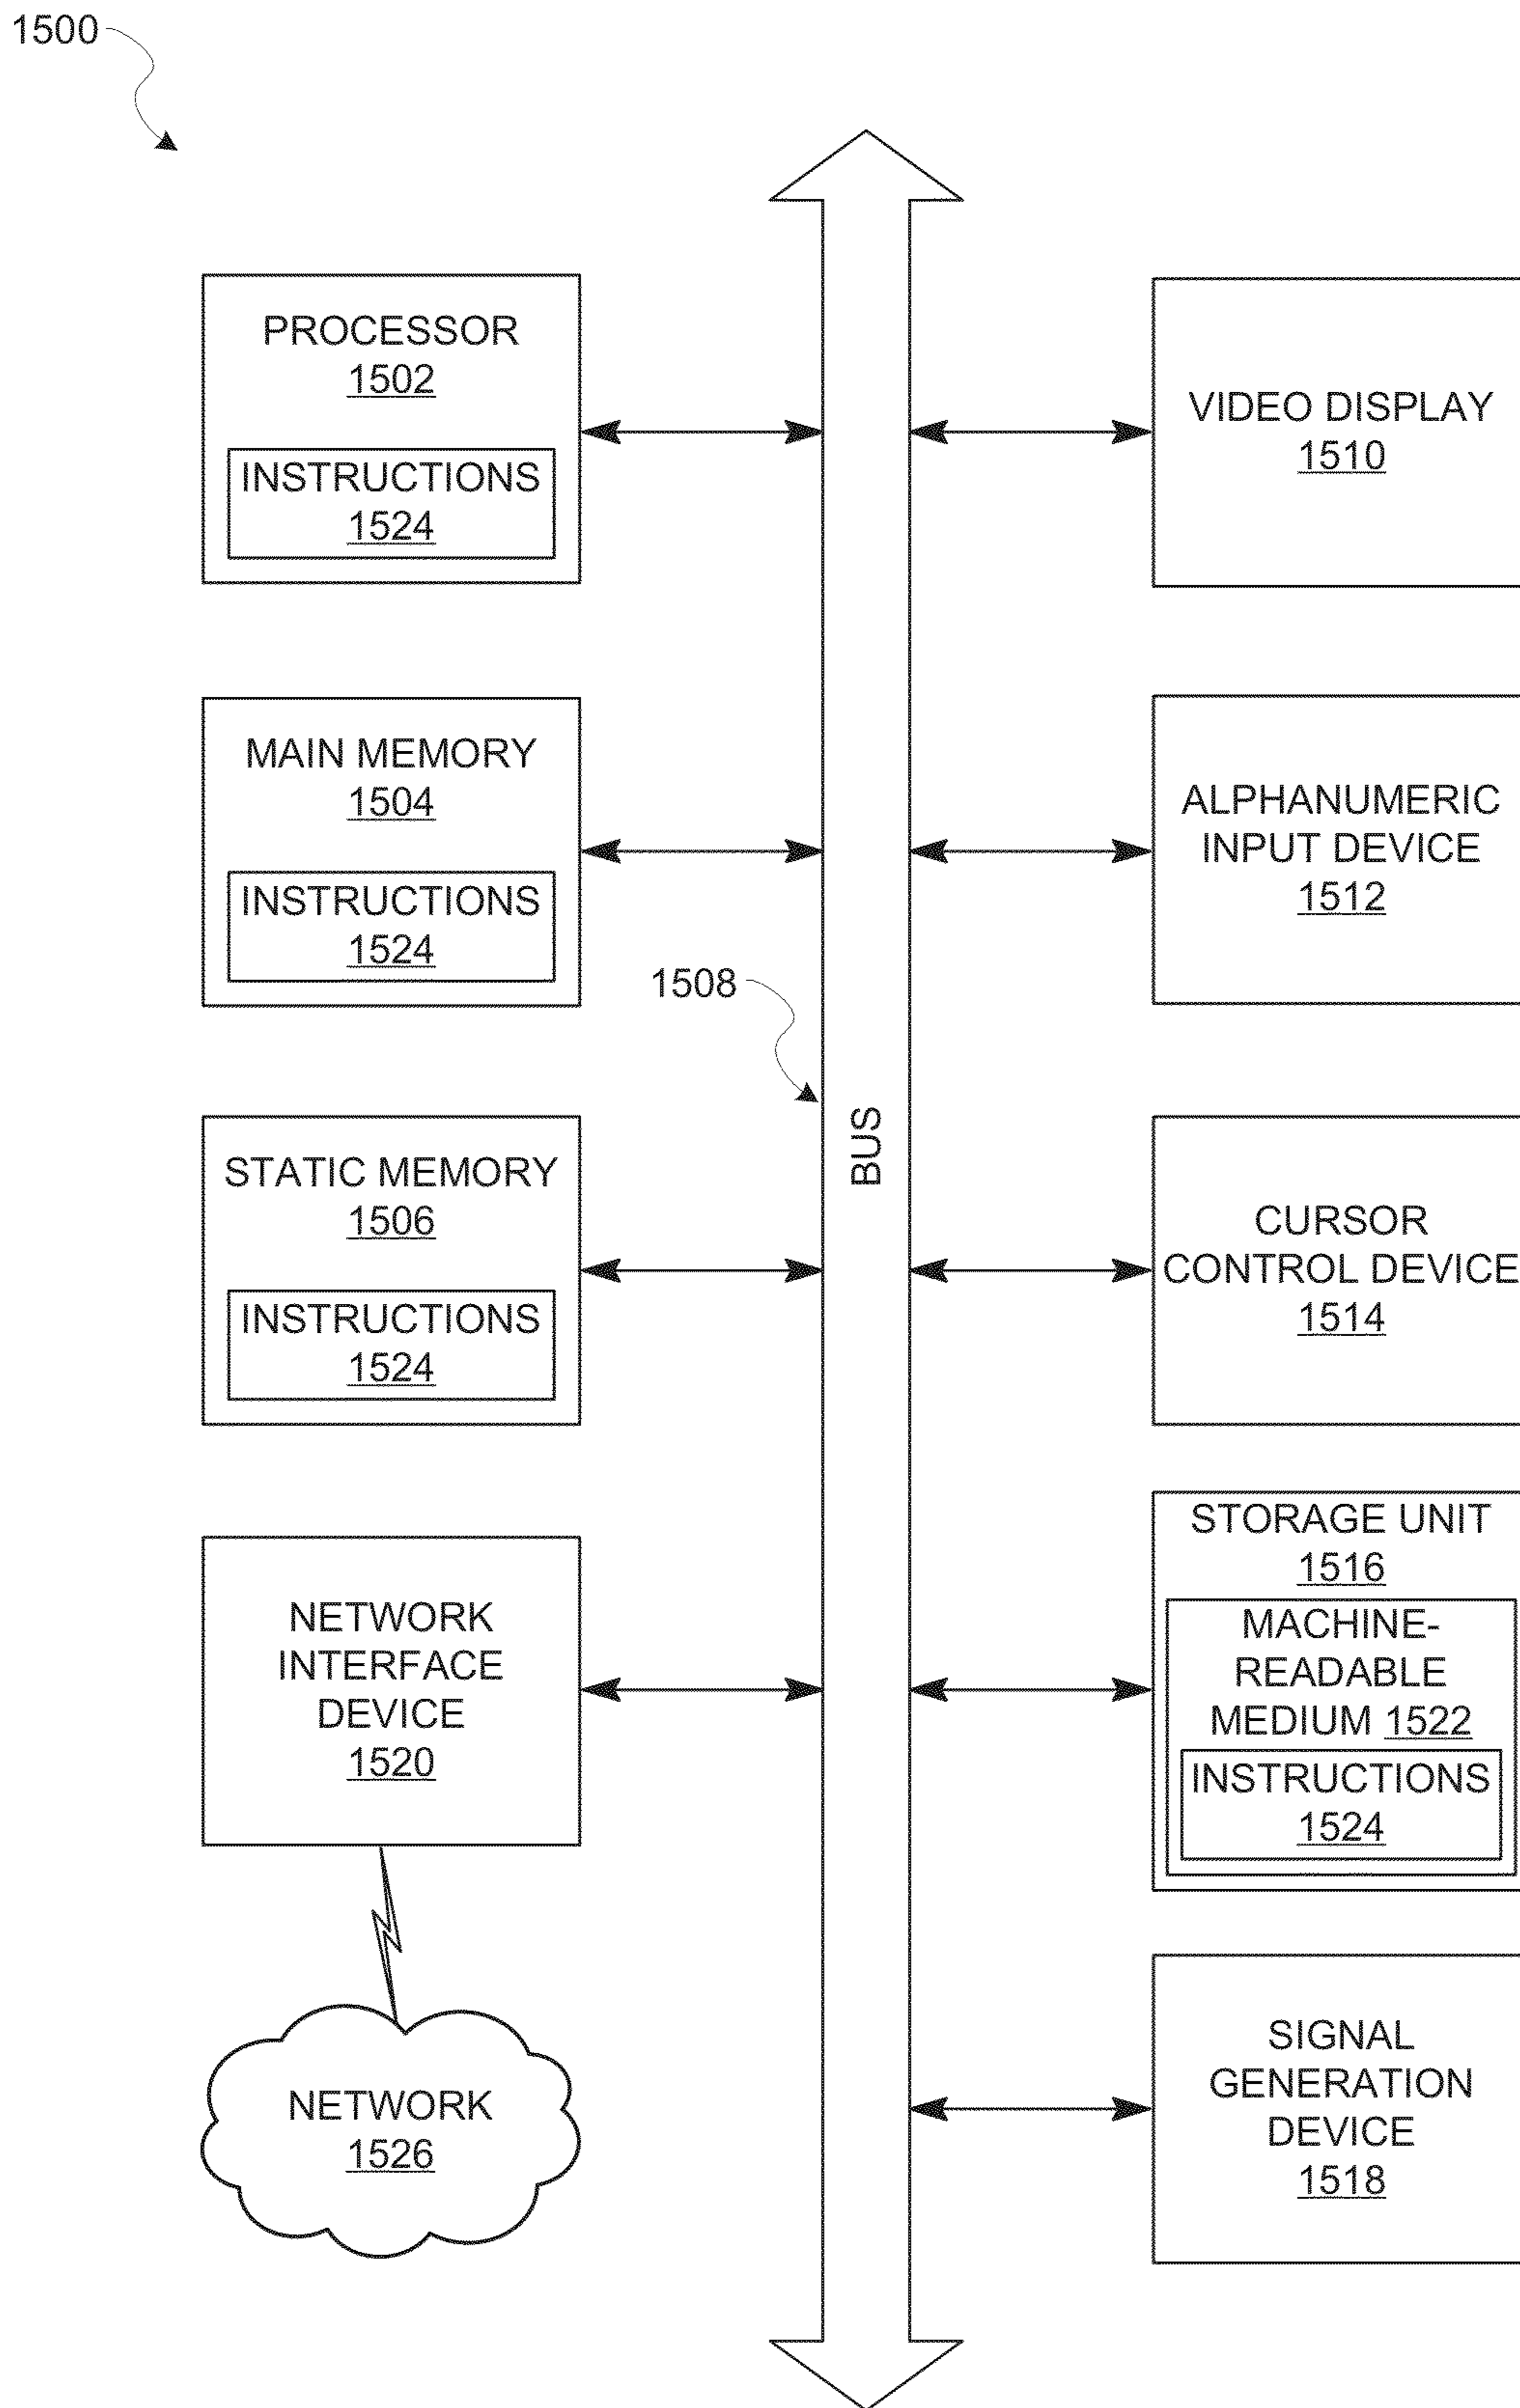 1500
PROCESSOR
1502
INSTRUCTIONS
1524
MAIN MEMORY
1504
INSTRUCTIONS
1524
STATIC MEMORY
1506
INSTRUCTIONS
1524
NETWORK
INTERFACE
DEVICE
1520
NETWORK
1526
1508
BUS
VIDEO DISPLAY
1510
ALPHANUMERIC
INPUT DEVICE
1512
CURSOR
CONTROL DEVICE
1514
STORAGE UNIT
1516
MACHINE-
READABLE
MEDIUM 1522
INSTRUCTIONS
1524
SIGNAL
GENERATION
DEVICE
1518